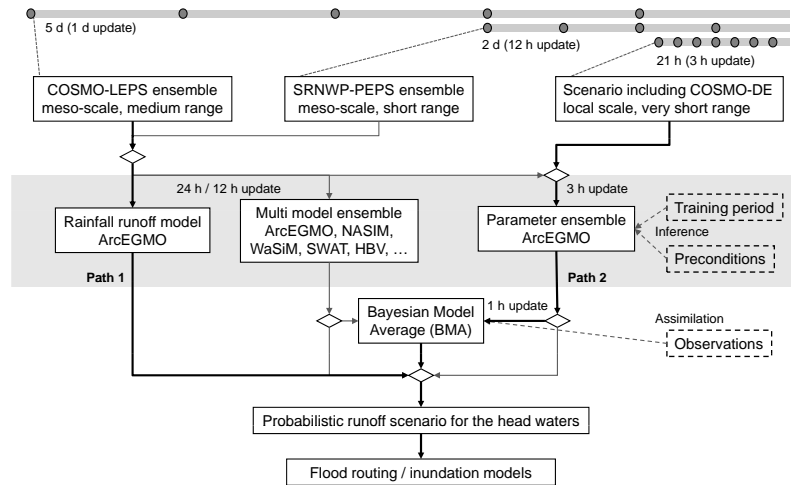 5 d (1 d update)
2 d (12 h update)
21 h (3 h update)
COSMO-LEPS ensemble
meso-scale, medium range
SRNWP-PEPS ensemble
meso-scale, short range
Scenario including COSMO-DE
local scale, very short range
24 h / 12 h update
3 h update
Rainfall runoff model
ArcEGMO
Multi model ensemble
ArcEGMO, NASIM,
WaSiM, SWAT, HBV, …
Parameter ensemble
ArcEGMO
Training period
Inference
Preconditions
Path 1
Path 2
1 h update
Bayesian Model
Average (BMA)
Assimilation
Observations
Probabilistic runoff scenario for the head waters
Flood routing / inundation models